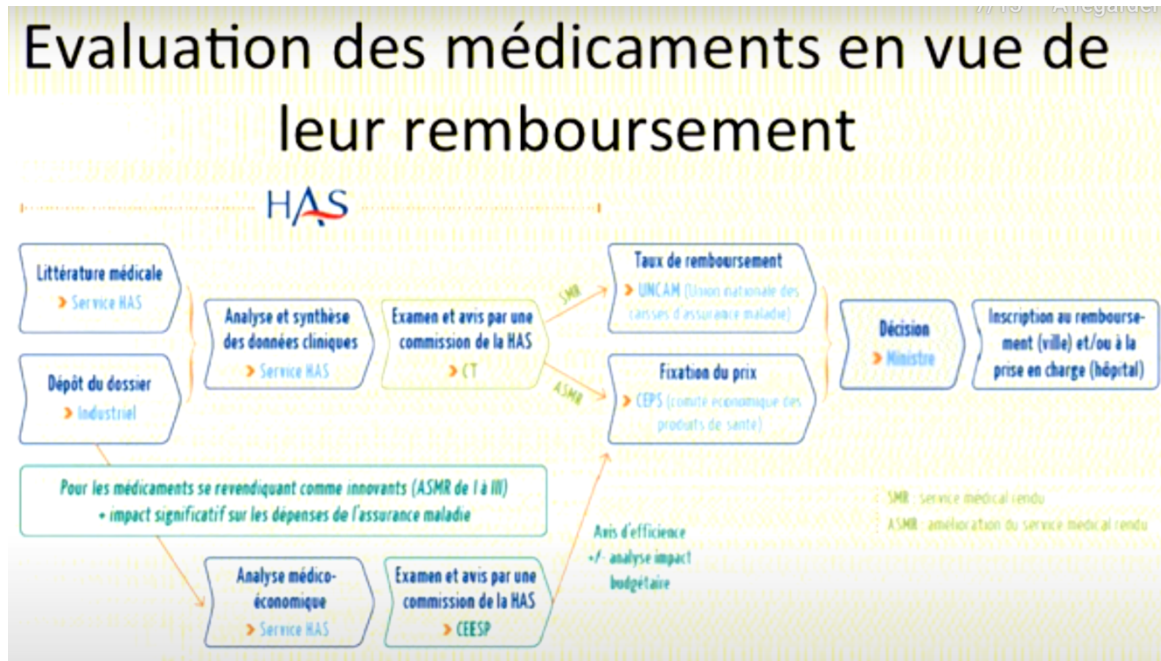 Evaluation des médicaments en vue de
leur remboursement
HAS
Littérature médicale
Service HAS
Dépôt du dossier
Industriel
Analyse et synthèse
des données cliniques
Service HAS
Examen et avis par une
commission de la HAS
CT
SMR
ASMR
Taux de remboursement
UNCAM (Union nationale des
caisses d'assurance maladie)
Fixation du prix
CEPS (comité économique des
produits de santé)
Décision
Ministre
Inscription au rembourse-
ment (ville) et/ou à la
prise en charge (hôpital)
Pour les médicaments se revendiquant comme innovants (ASMR de I à III)
+ impact significatif sur les dépenses de l'assurance maladie
Analyse médico-
économique
Service HAS
Examen et avis par une
commission de la HAS
CEESP
Avis d'efficience
+/- analyse impact
budgétaire
SMR : service médical rendu
ASMR : amélioration du service médical rendu